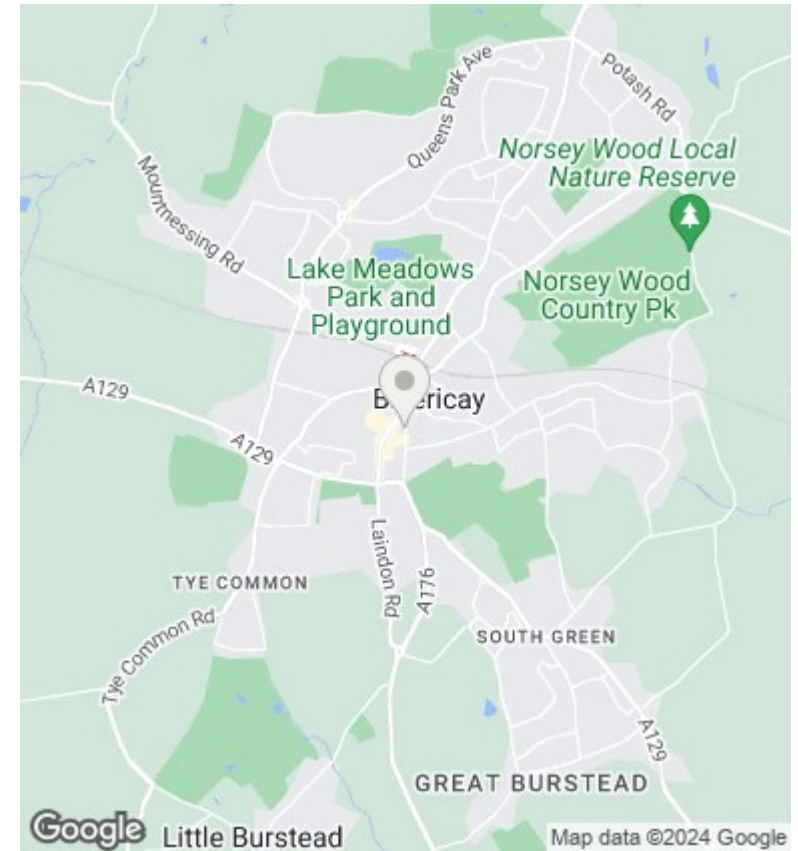 Queens Park Ave
Potash Rd
Norsey Wood Local
Nature Reserve
Mountnessing Rd
Lake Meadows
Park and
Playground
Norsey Wood
Country Pk
A129
A129
TYE COMMON
Laindon Rd
A176
SOUTH GREEN
Tye Common Rd
A129
GREAT BURSTEAD
Google
Little Burstead
Map data ©2024 Google